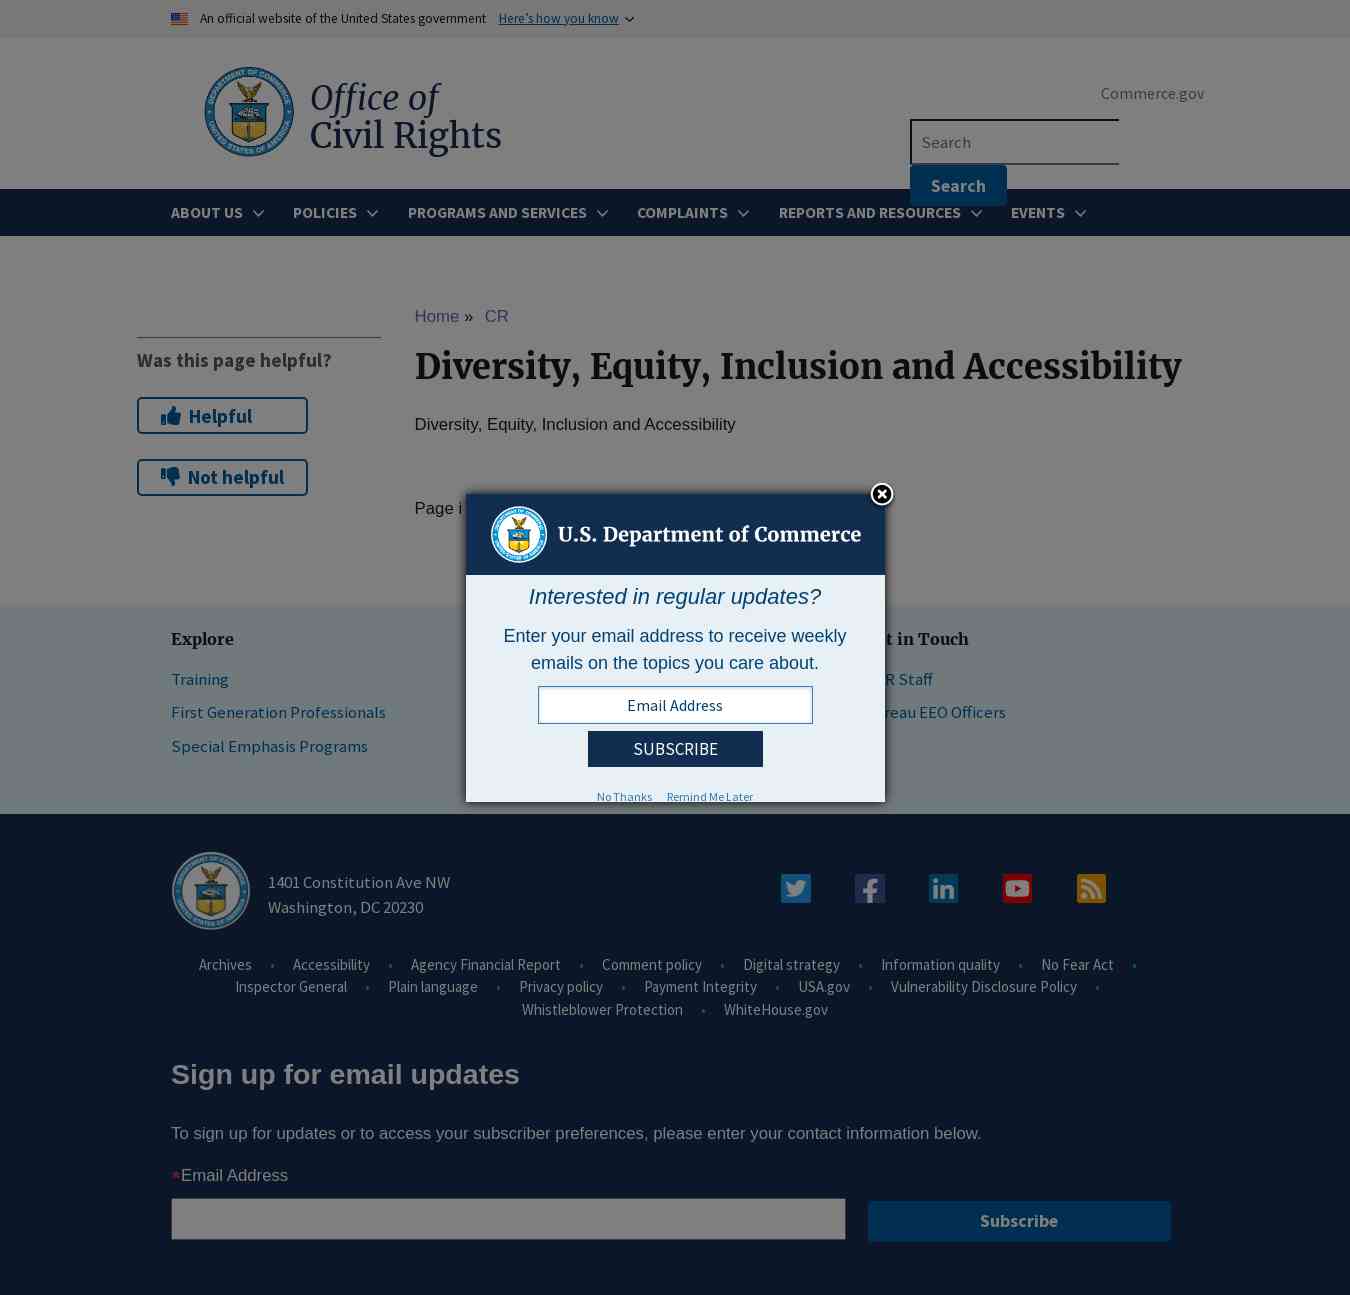 An official website of the United States government Here's how you know
Office of
Civil Rights
Commerce.gov
Search
Search
ABOUT US POLICIES PROGRAMS AND SERVICES COMPLAINTS REPORTS AND RESOURCES EVENTS
Home » CR
Was this page helpful?
Diversity, Equity, Inclusion and Accessibility
Helpful
Diversity, Equity, Inclusion and Accessibility
Not helpful
Page i
U.S. Department of Commerce
Interested in regular updates?
Enter your email address to receive weekly
emails on the topics you care about.
Email Address
SUBSCRIBE
No Thanks Remind Me Later
Explore
Training
First Generation Professionals
Special Emphasis Programs
t in Touch
R Staff
reau EEO Officers
1401 Constitution Ave NW
Washington, DC 20230
Archives • Accessibility • Agency Financial Report • Comment policy • Digital strategy • Information quality • No Fear Act •
Inspector General • Plain language • Privacy policy • Payment Integrity • USA.gov • Vulnerability Disclosure Policy •
Whistleblower Protection • WhiteHouse.gov
Sign up for email updates
To sign up for updates or to access your subscriber preferences, please enter your contact information below.
*Email Address
Subscribe